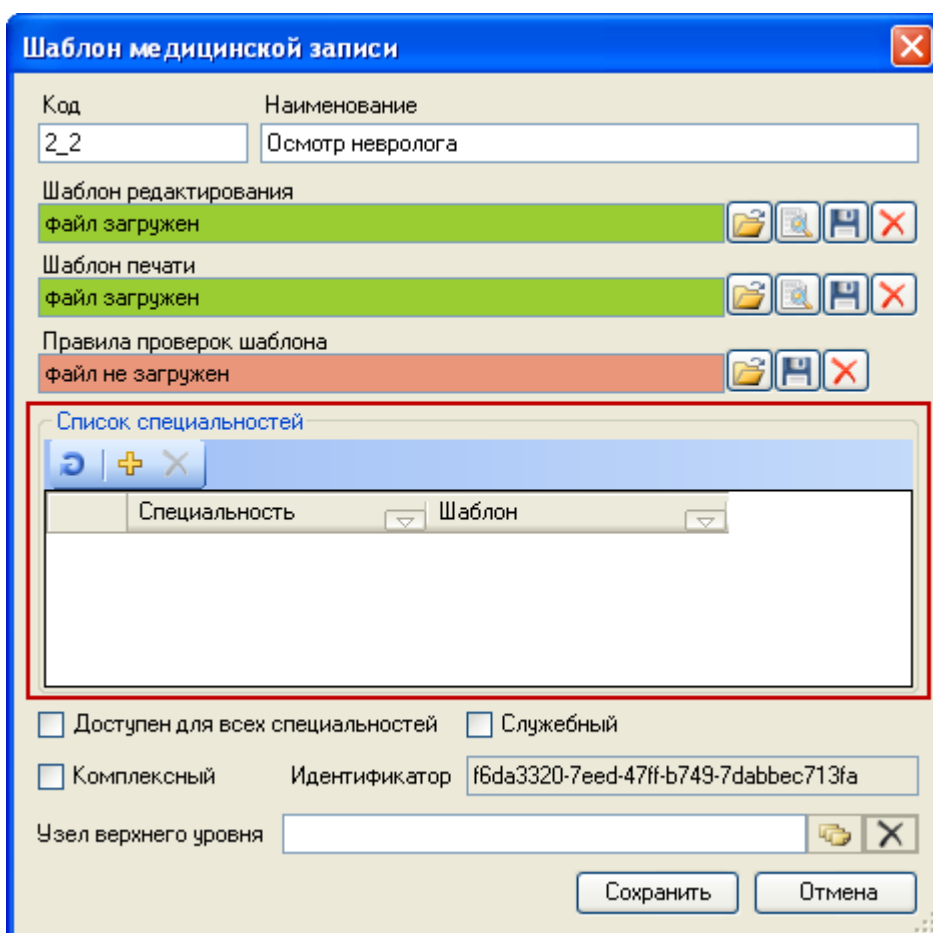 Шаблон медицинской записи
Код Наименование
2_2 Осмотр невролога
Шаблон редактирования
Файл загружен
Шаблон печати
Файл загружен
Правила проверок шаблона
Файл не загружен
Список специальностей
Специальность Шаблон
Доступен для всех специальностей Служебный
Комплексный Идентификатор f6da3320-7eed-47ff-b749-7dabbec713fa
Узел верхнего уровня
Сохранить Отмена